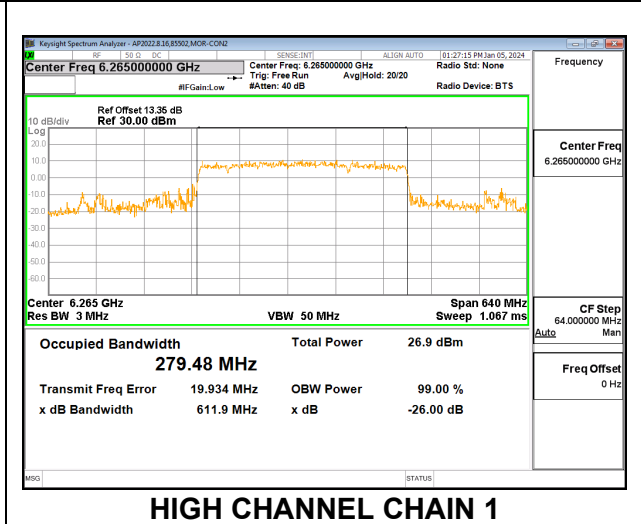 Keysight Spectrum Analyzer - AP2022.8.16,85502,MOR-CON2
RF 50 Ω DC SENSE:INT ALIGN AUTO 01:27:15 PM Jan 05, 2024
Center Freq 6.265000000 GHz
Center Freq: 6.265000000 GHz
Radio Std: None
Trig: Free Run Avg|Hold: 20/20
#IFGain:Low #Atten: 40 dB Radio Device: BTS
Frequency
Ref Offset 13.35 dB
10 dB/div Ref 30.00 dBm
Log
20.0
10.0
0.00
-10.0
-20.0
-30.0
-40.0
-50.0
-60.0
Center Freq
6.265000000 GHz
Center 6.265 GHz Span 640 MHz
Res BW 3 MHz VBW 50 MHz Sweep 1.067 ms
CF Step
64.000000 MHz
Auto Man
Occupied Bandwidth Total Power 26.9 dBm
279.48 MHz
Freq Offset
0 Hz
Transmit Freq Error 19.934 MHz OBW Power 99.00 %
x dB Bandwidth 611.9 MHz x dB -26.00 dB
MSG STATUS
HIGH CHANNEL CHAIN 1